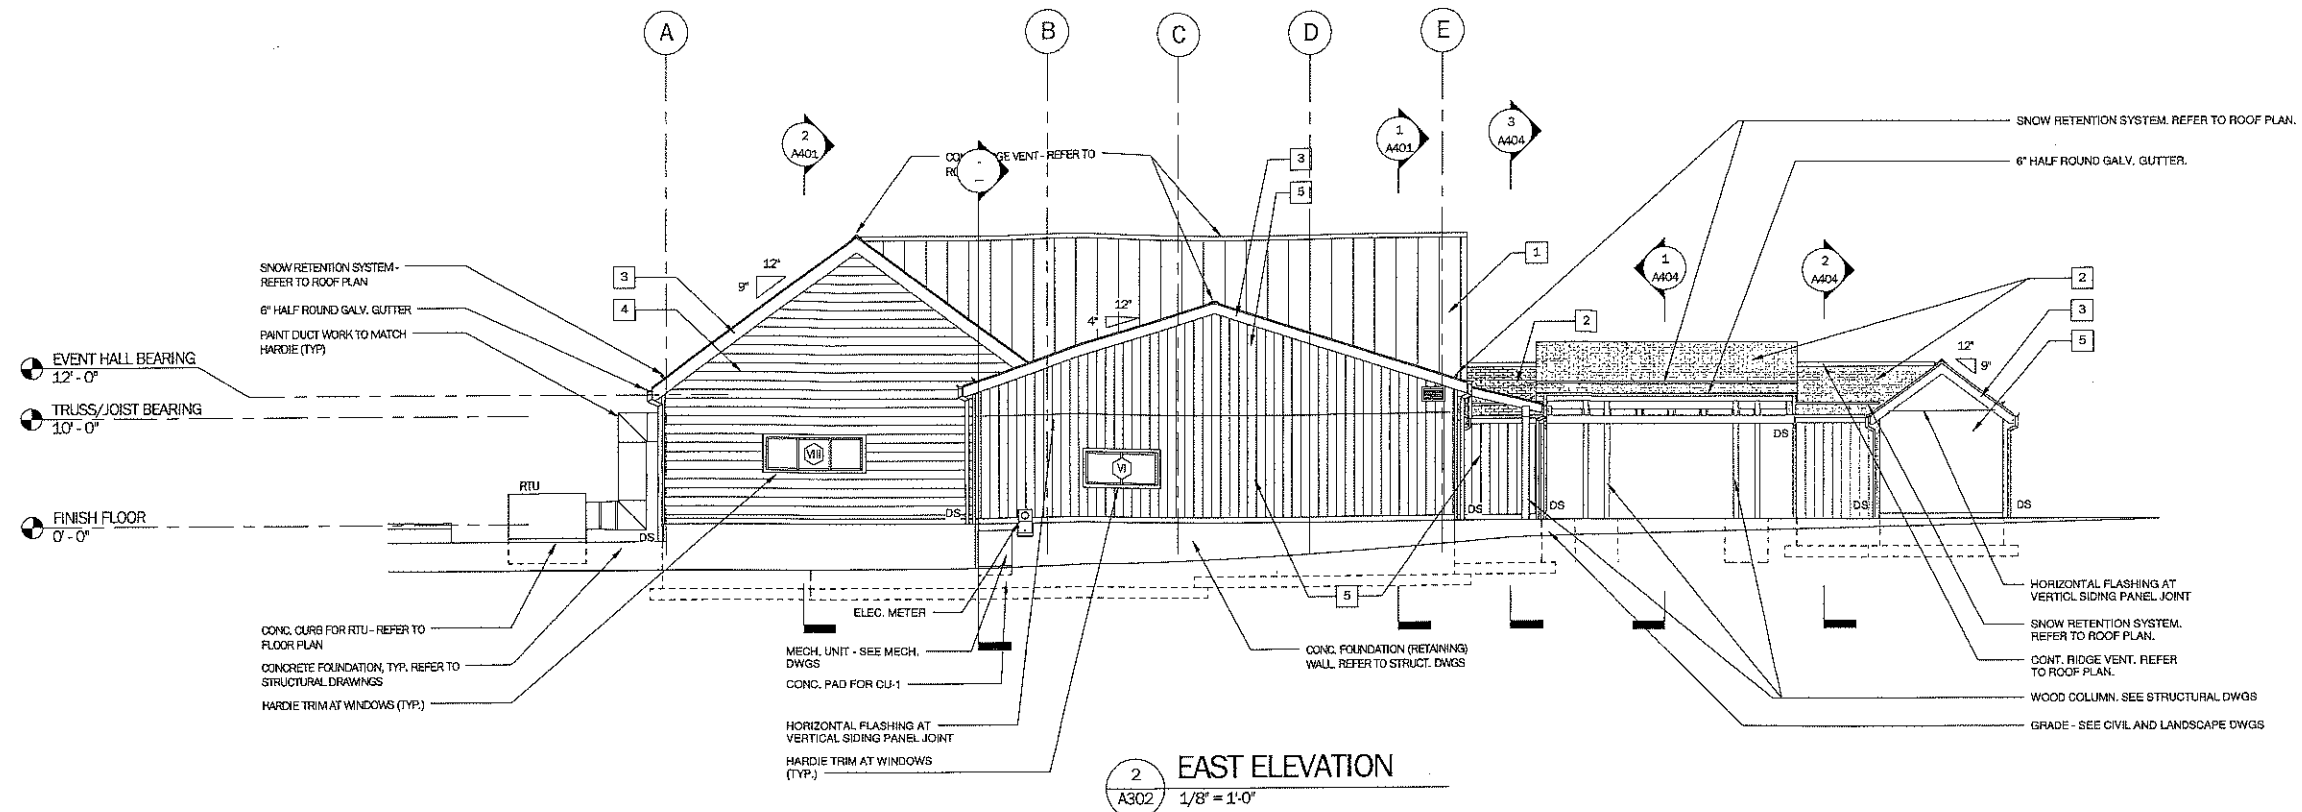 A
B
C
D
E
2
A401
1
A401
3
A404
SNOW RETENTION SYSTEM. REFER TO ROOF PLAN.
6" HALF ROUND GALV. GUTTER.
GE VENT - REFER TO
3
5
1
1
A404
2
A404
2
3
5
2
12"
9"
12"
4"
12"
9"
3
4
SNOW RETENTION SYSTEM -
REFER TO ROOF PLAN
6" HALF ROUND GALV. GUTTER
PAINT DUCT WORK TO MATCH
HARDIE (TYP)
EVENT HALL BEARING
12'-0"
TRUSS/JOIST BEARING
10'-0"
FINISH FLOOR
0'-0"
RTU
VIII
VI
DS
DS
DS
DS
DS
DS
DS
ELEC. METER
5
CONC. CURB FOR RTU - REFER TO
FLOOR PLAN
CONCRETE FOUNDATION, TYP. REFER TO
STRUCTURAL DRAWINGS
HARDIE TRIM AT WINDOWS (TYP.)
MECH. UNIT - SEE MECH.
DWGS
CONC. PAD FOR CU-1
HORIZONTAL FLASHING AT
VERTICAL SIDING PANEL JOINT
HARDIE TRIM AT WINDOWS
(TYP.)
CONC. FOUNDATION (RETAINING)
WALL. REFER TO STRUCT. DWGS
HORIZONTAL FLASHING AT
VERTICL SIDING PANEL JOINT
SNOW RETENTION SYSTEM.
REFER TO ROOF PLAN.
CONT. RIDGE VENT. REFER
TO ROOF PLAN.
WOOD COLUMN. SEE STRUCTURAL DWGS
GRADE - SEE CIVIL AND LANDSCAPE DWGS
2
A302
EAST ELEVATION
1/8" = 1'-0"